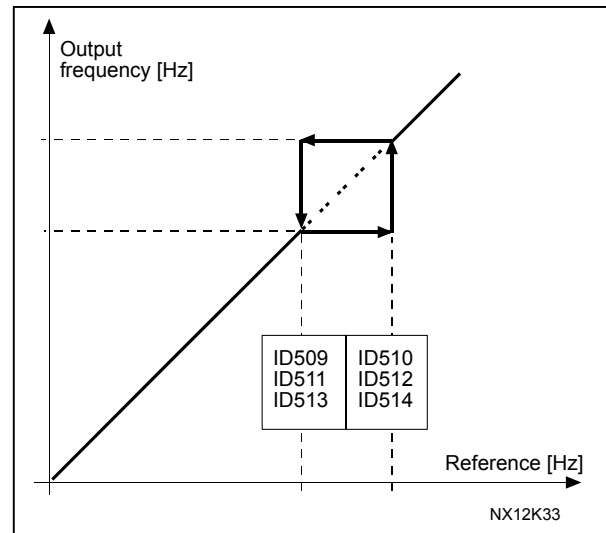 Output
frequency [Hz]
ID509
ID511
ID513
ID510
ID512
ID514
Reference [Hz]
NX12K33